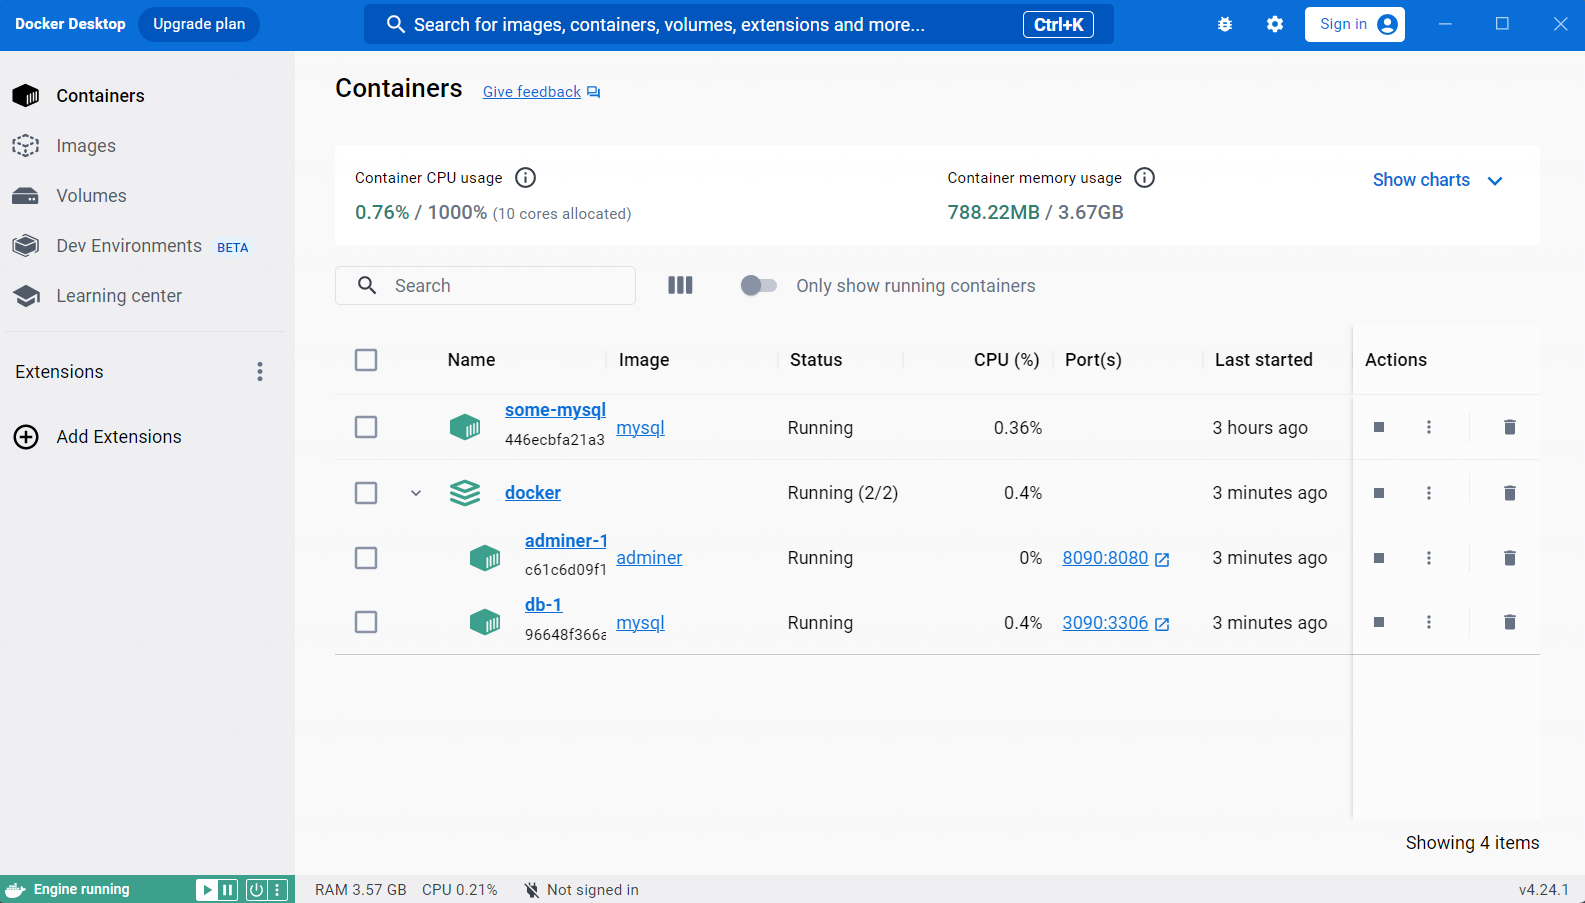 Docker Desktop
Upgrade plan
Search for images, containers, volumes, extensions and more...
Ctrl+K
Sign in
Containers
Images
Volumes
Dev Environments BETA
Learning center
Extensions
Add Extensions
Containers
Give feedback
Container CPU usage
0.76% / 1000% (10 cores allocated)
Container memory usage
788.22MB / 3.67GB
Show charts
Search
Only show running containers
Name Image Status CPU (%) Port(s) Last started Actions
some-mysql
446ecbfa21a3
mysql Running 0.36% 3 hours ago
docker Running (2/2) 0.4% 3 minutes ago
adminer-1
c61c6d09f1
adminer Running 0% 8090:8080 3 minutes ago
db-1
96648f366a
mysql Running 0.4% 3090:3306 3 minutes ago
Showing 4 items
Engine running
RAM 3.57 GB CPU 0.21% Not signed in
v4.24.1